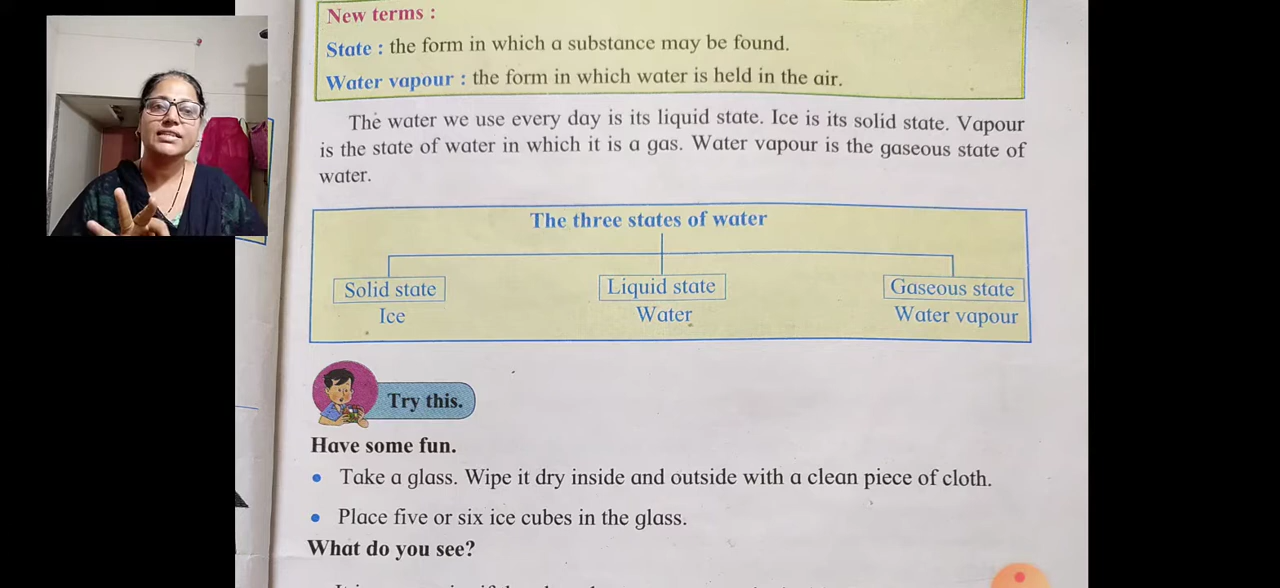 New terms :
State : the form in which a substance may be found.
Water vapour : the form in which water is held in the air.
The water we use every day is its liquid state. Ice is its solid state. Vapour
is the state of water in which it is a gas. Water vapour is the gaseous state of
water.
The three states of water
Solid state
Liquid state
Gaseous state
Ice
Water
Water vapour
Try this.
Have some fun.
• Take a glass. Wipe it dry inside and outside with a clean piece of cloth.
• Place five or six ice cubes in the glass.
What do you see?